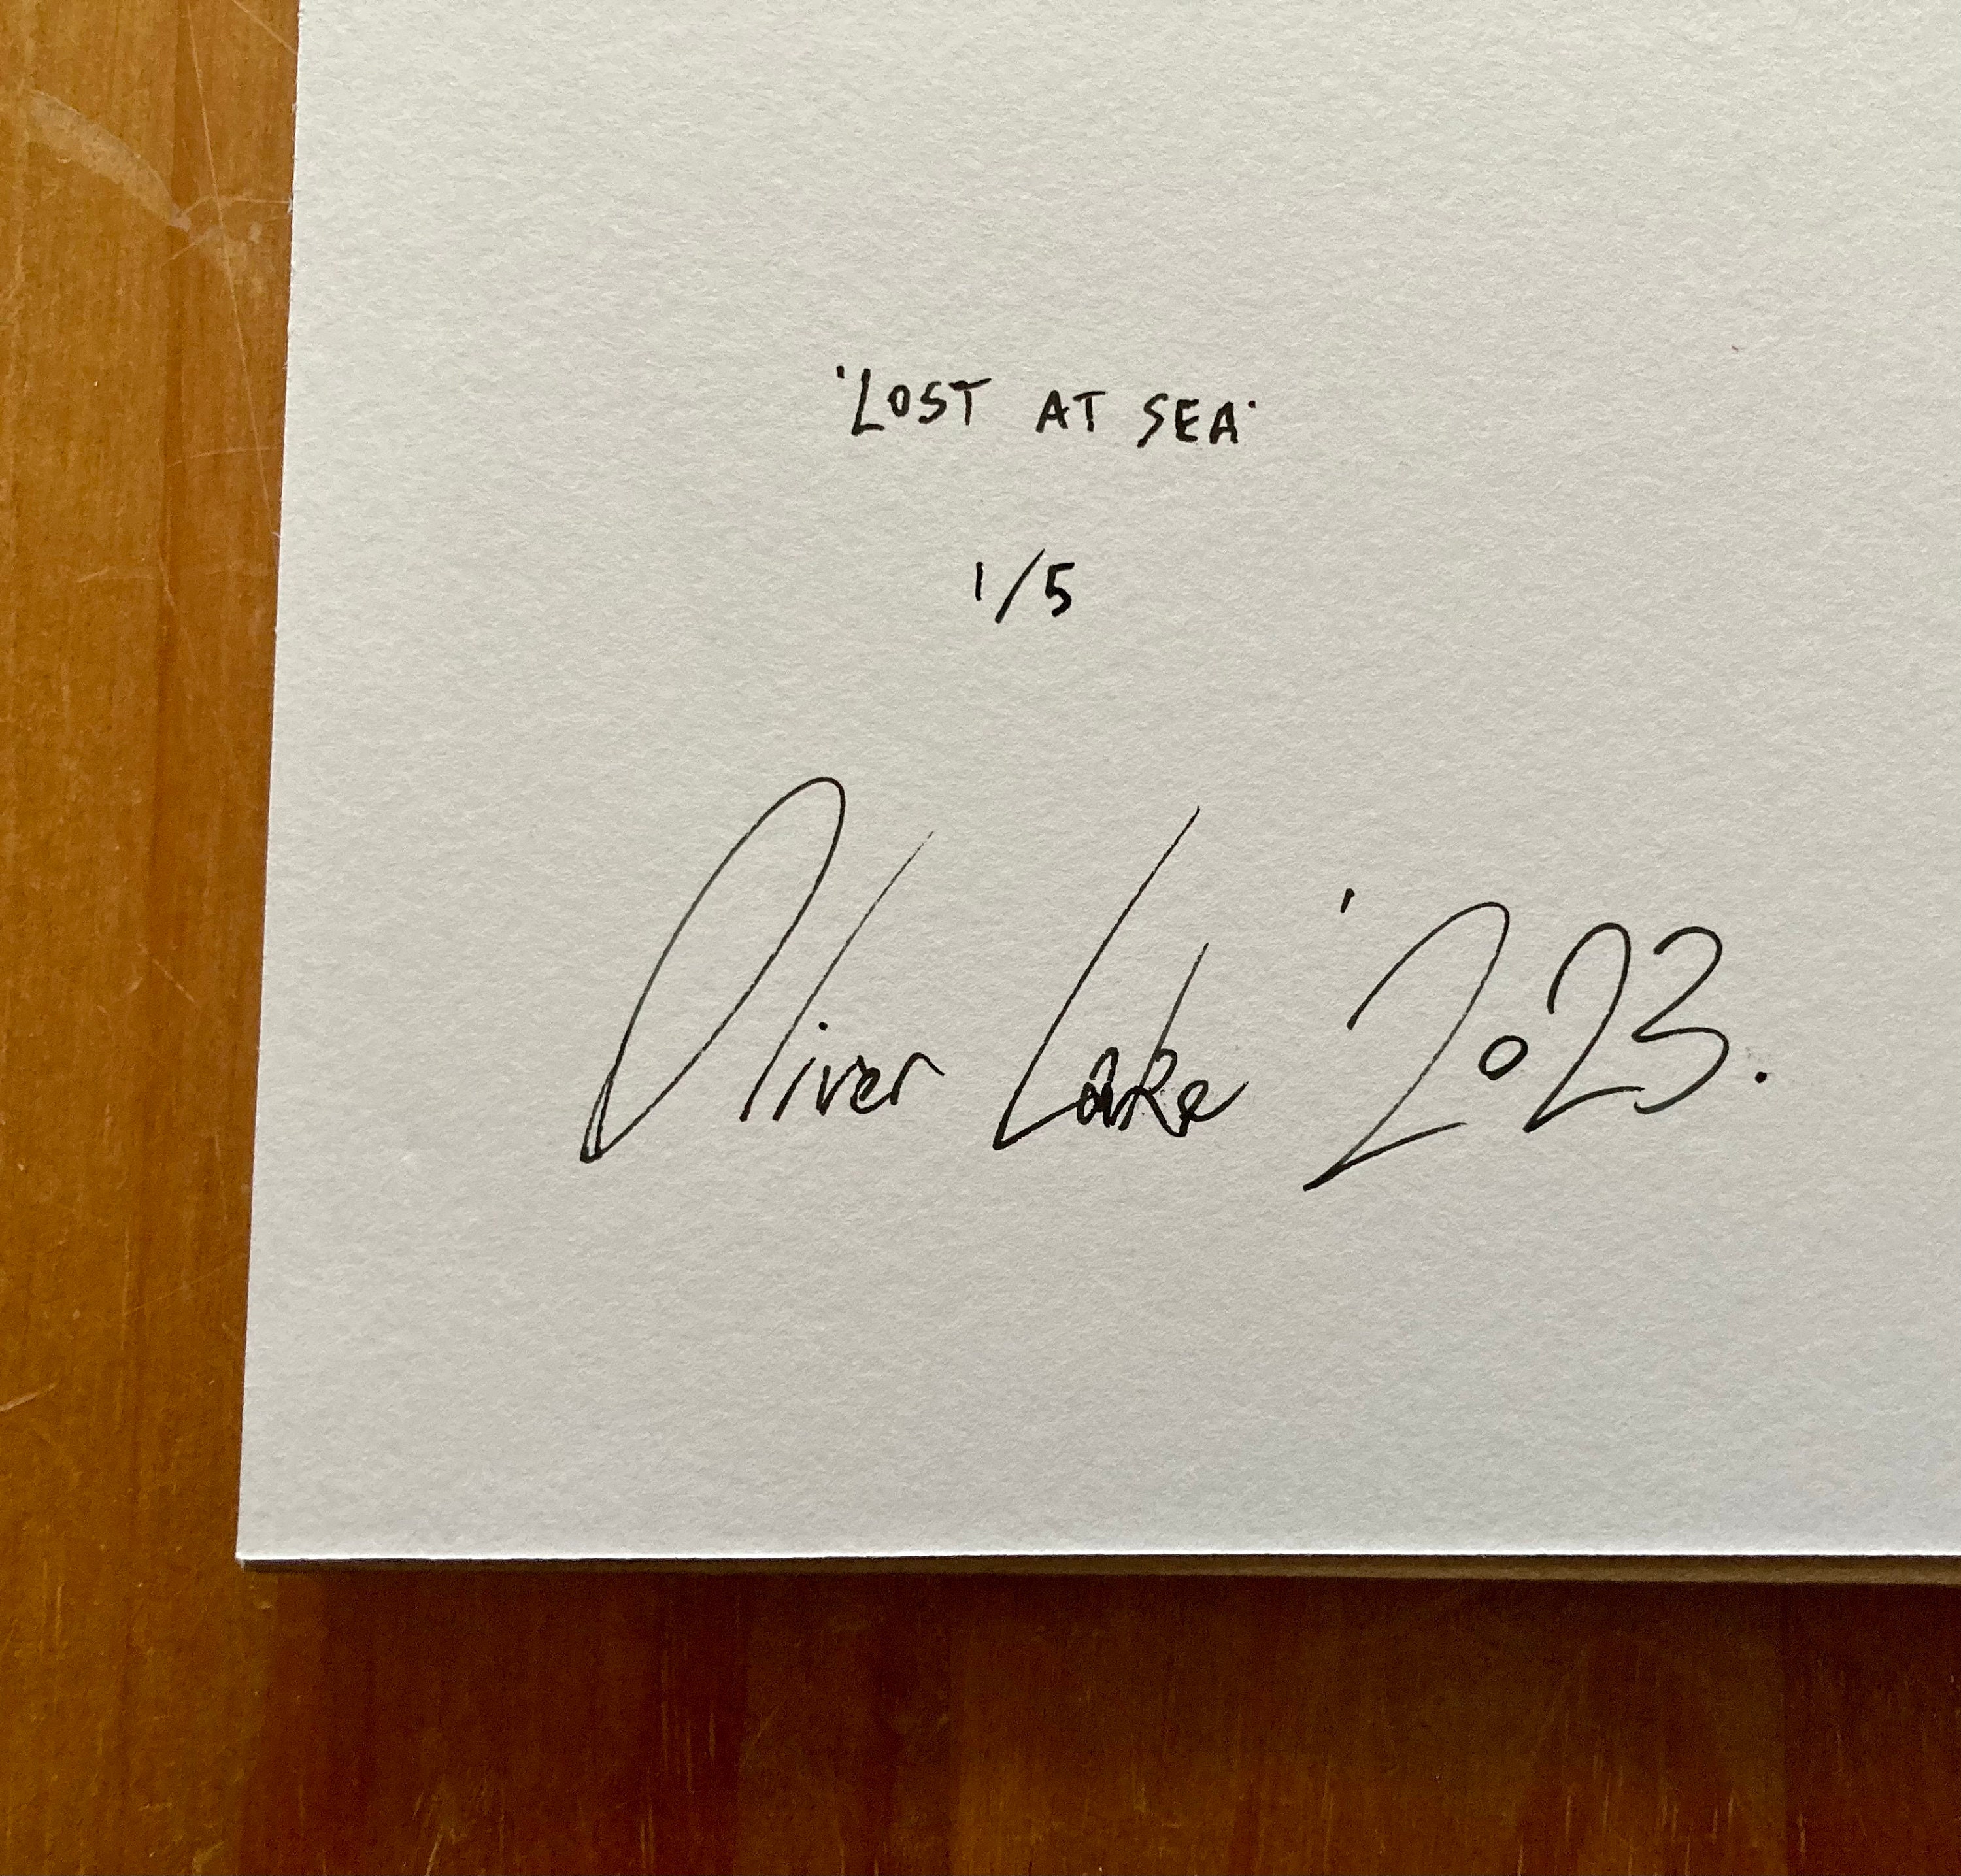 'LOST AT SEA'
1/5
Oliver Lake '2023.